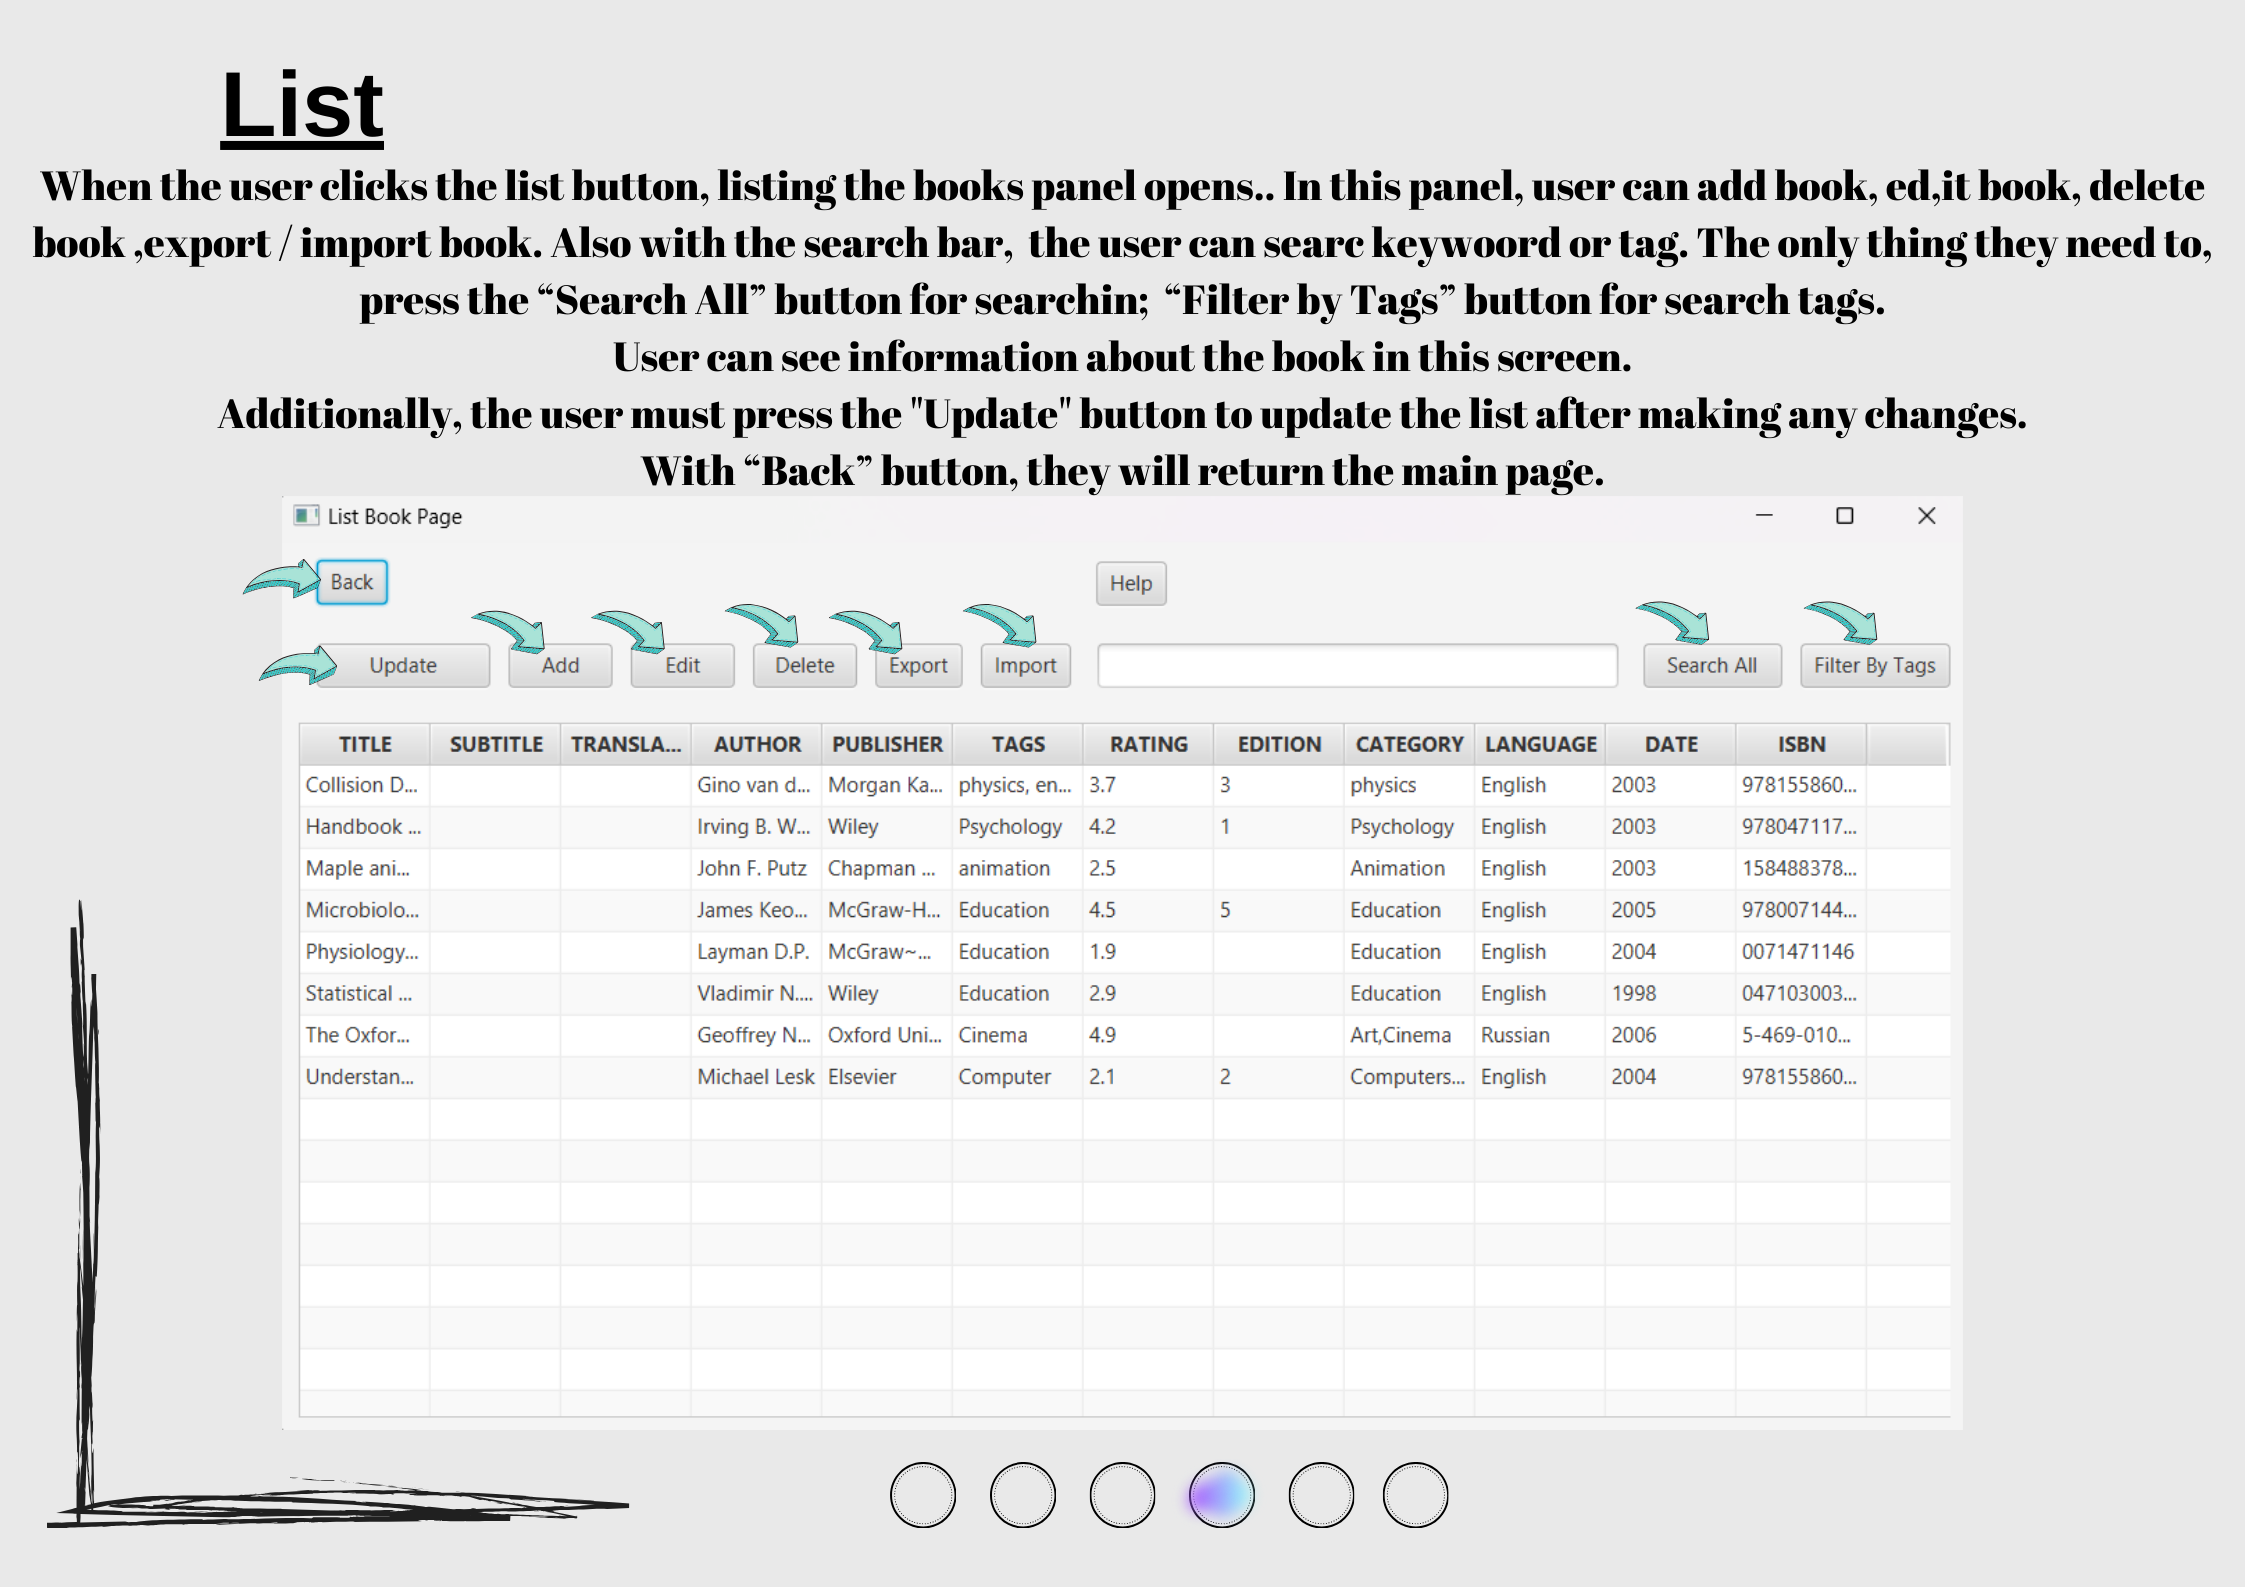 List
When the user clicks the list button, listing the books panel opens.. In this panel, user can add book, ed,it book, delete
book ,export / import book. Also with the search bar,  the user can searc keywoord or tag. The only thing they need to,
press the “Search All” button for searchin;  “Filter by Tags” button for search tags.
User can see information about the book in this screen.
Additionally, the user must press the "Update" button to update the list after making any changes.
With “Back” button, they will return the main page.
List Book Page
Back Help
Update Add Edit Delete Export Import Search All Filter By Tags
TITLE SUBTITLE TRANSLA... AUTHOR PUBLISHER TAGS RATING EDITION CATEGORY LANGUAGE DATE ISBN
Collision D... Gino van d... Morgan Ka... physics, en... 3.7 3 physics English 2003 978155860...
Handbook ... Irving B. W... Wiley Psychology 4.2 1 Psychology English 2003 978047117...
Maple ani... John F. Putz Chapman ... animation 2.5 Animation English 2003 158488378...
Microbiolo... James Keo... McGraw-H... Education 4.5 5 Education English 2005 978007144...
Physiology... Layman D.P. McGraw~... Education 1.9 Education English 2004 0071471146
Statistical ... Vladimir N.... Wiley Education 2.9 Education English 1998 047103003...
The Oxfor... Geoffrey N... Oxford Uni... Cinema 4.9 Art,Cinema Russian 2006 5-469-010...
Understan... Michael Lesk Elsevier Computer 2.1 2 Computers... English 2004 978155860...